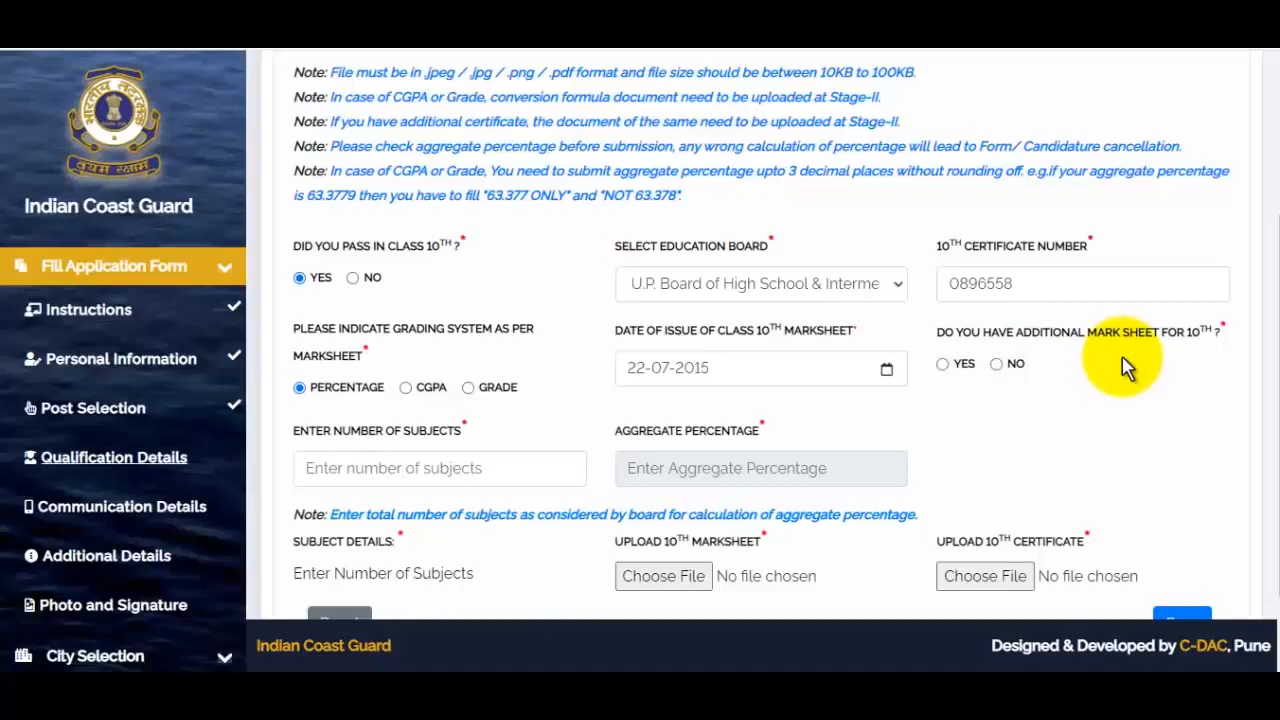 Note: File must be in .jpeg / .jpg / .png / .pdf format and file size should be between 10KB to 100KB.
Note: In case of CGPA or Grade, conversion formula document need to be uploaded at Stage-II.
Note: If you have additional certificate, the document of the same need to be uploaded at Stage-II.
Note: Please check aggregate percentage before submission, any wrong calculation of percentage will lead to Form/ Candidature cancellation.
Note: In case of CGPA or Grade, You need to submit aggregate percentage upto 3 decimal places without rounding off. e.g.if your aggregate percentage
is 63.3779 then you have to fill "63.377 ONLY" and "NOT 63.378".
Indian Coast Guard
Fill Application Form
Instructions
Personal Information
Post Selection
Qualification Details
Communication Details
Additional Details
Photo and Signature
City Selection
DID YOU PASS IN CLASS 10TH ?*
YES NO
SELECT EDUCATION BOARD*
U.P. Board of High School & Interme
10TH CERTIFICATE NUMBER*
0896558
PLEASE INDICATE GRADING SYSTEM AS PER
MARKSHEET*
PERCENTAGE CGPA GRADE
DATE OF ISSUE OF CLASS 10TH MARKSHEET*
22-07-2015
DO YOU HAVE ADDITIONAL MARK SHEET FOR 10TH ?*
YES NO
ENTER NUMBER OF SUBJECTS*
Enter number of subjects
AGGREGATE PERCENTAGE*
Enter Aggregate Percentage
Note: Enter total number of subjects as considered by board for calculation of aggregate percentage.
SUBJECT DETAILS: *
Enter Number of Subjects
UPLOAD 10TH MARKSHEET*
Choose File No file chosen
UPLOAD 10TH CERTIFICATE*
Choose File No file chosen
Indian Coast Guard
Designed & Developed by C-DAC, Pune